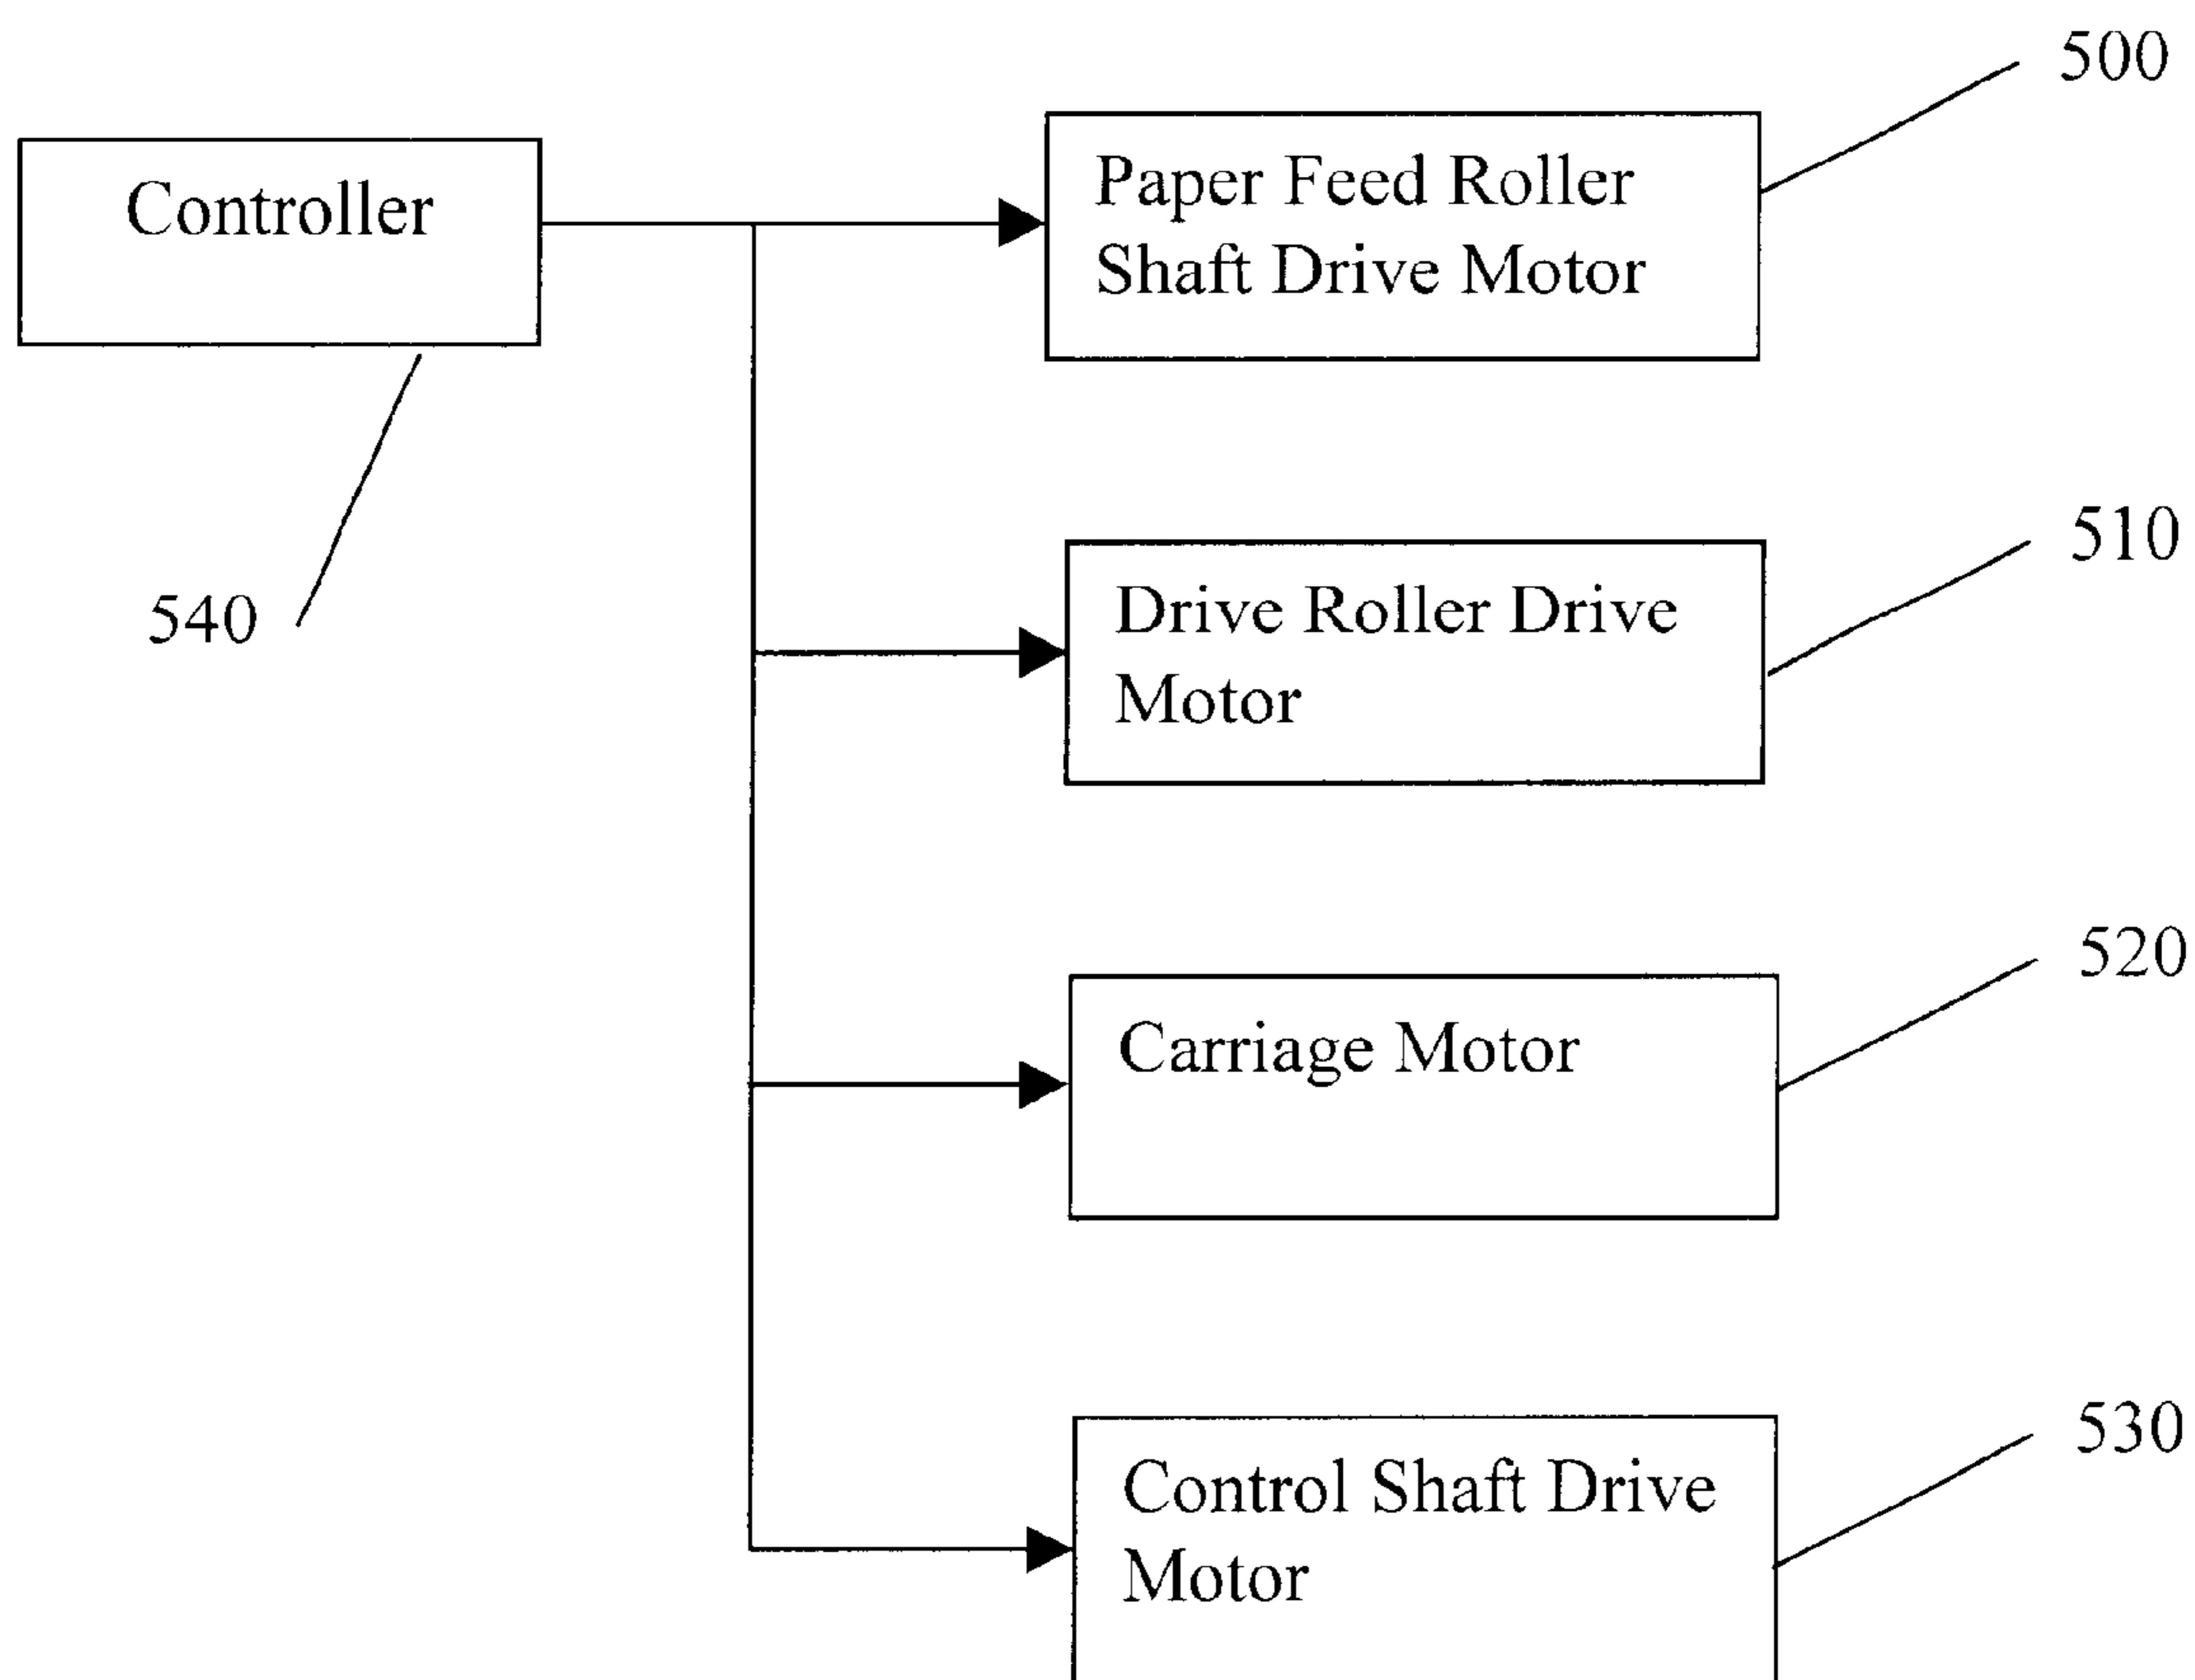 500
Controller
Paper Feed Roller
Shaft Drive Motor
510
540
Drive Roller Drive
Motor
520
Carriage Motor
530
Control Shaft Drive
Motor